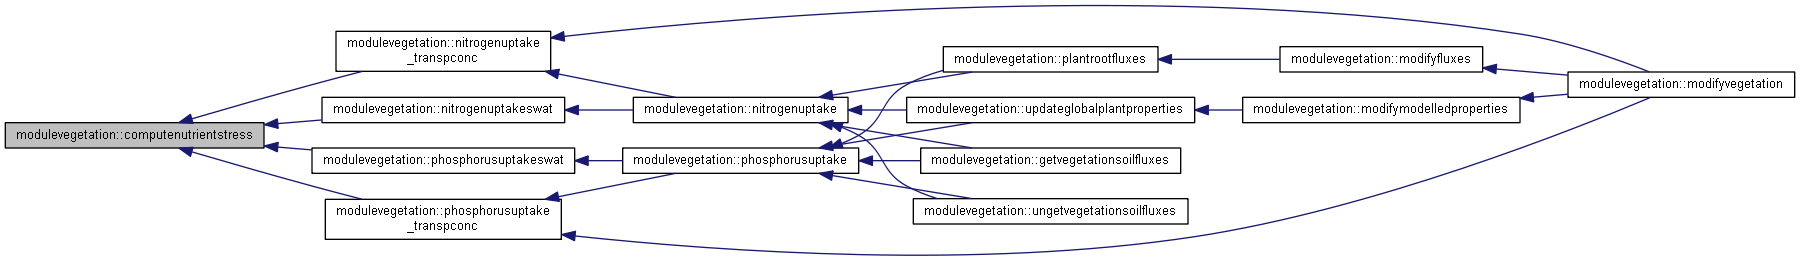 modulevegetation::computenutrientstress
modulevegetation::nitrogenuptake
_transpconc
modulevegetation::nitrogenuptakeswat
modulevegetation::phosphorusuptakeswat
modulevegetation::phosphorusuptake
_transpconc
modulevegetation::nitrogenuptake
modulevegetation::phosphorusuptake
modulevegetation::plantrootfluxes
modulevegetation::updateglobalplantproperties
modulevegetation::getvegetationsoilfluxes
modulevegetation::ungetvegetationsoilfluxes
modulevegetation::modifyfluxes
modulevegetation::modifymodelledproperties
modulevegetation::modifyvegetation